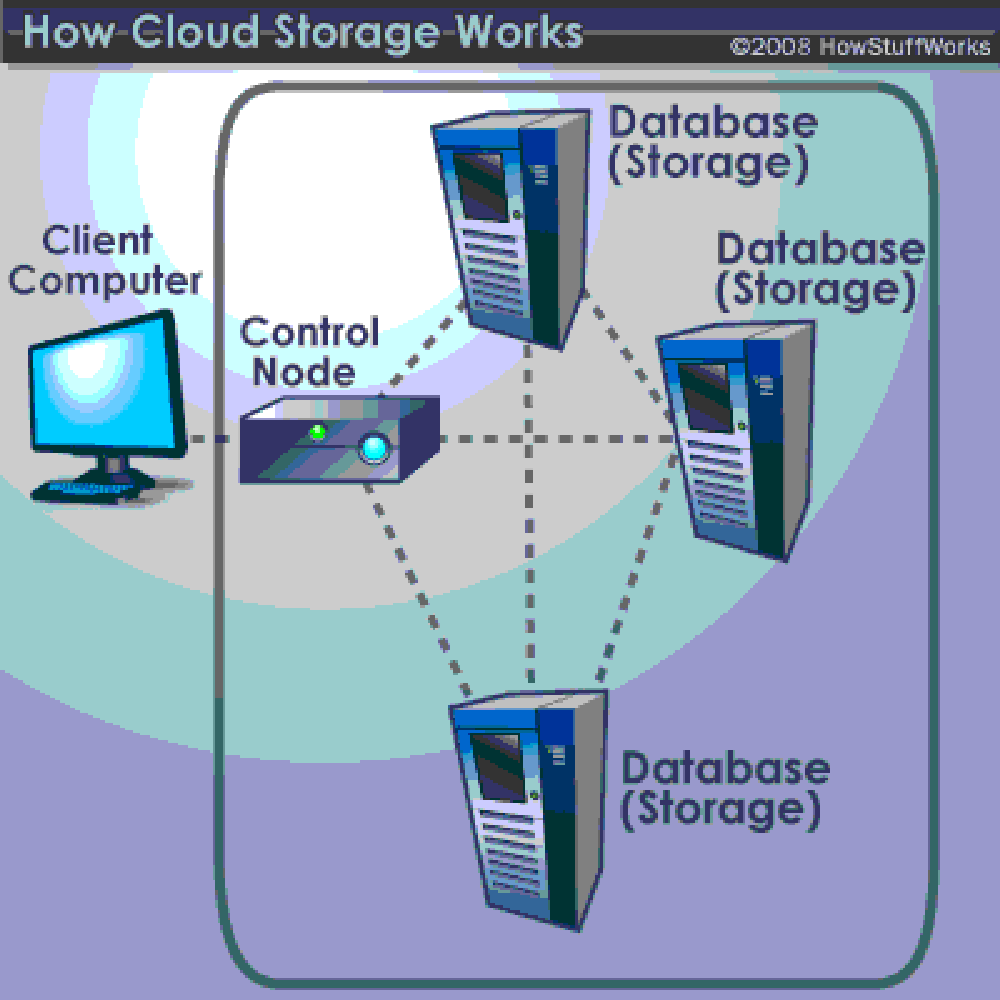 How Cloud Storage Works
©2008 HowStuffWorks
Database
(Storage)
Database
(Storage)
Client
Computer
Control
Node
Database
(Storage)